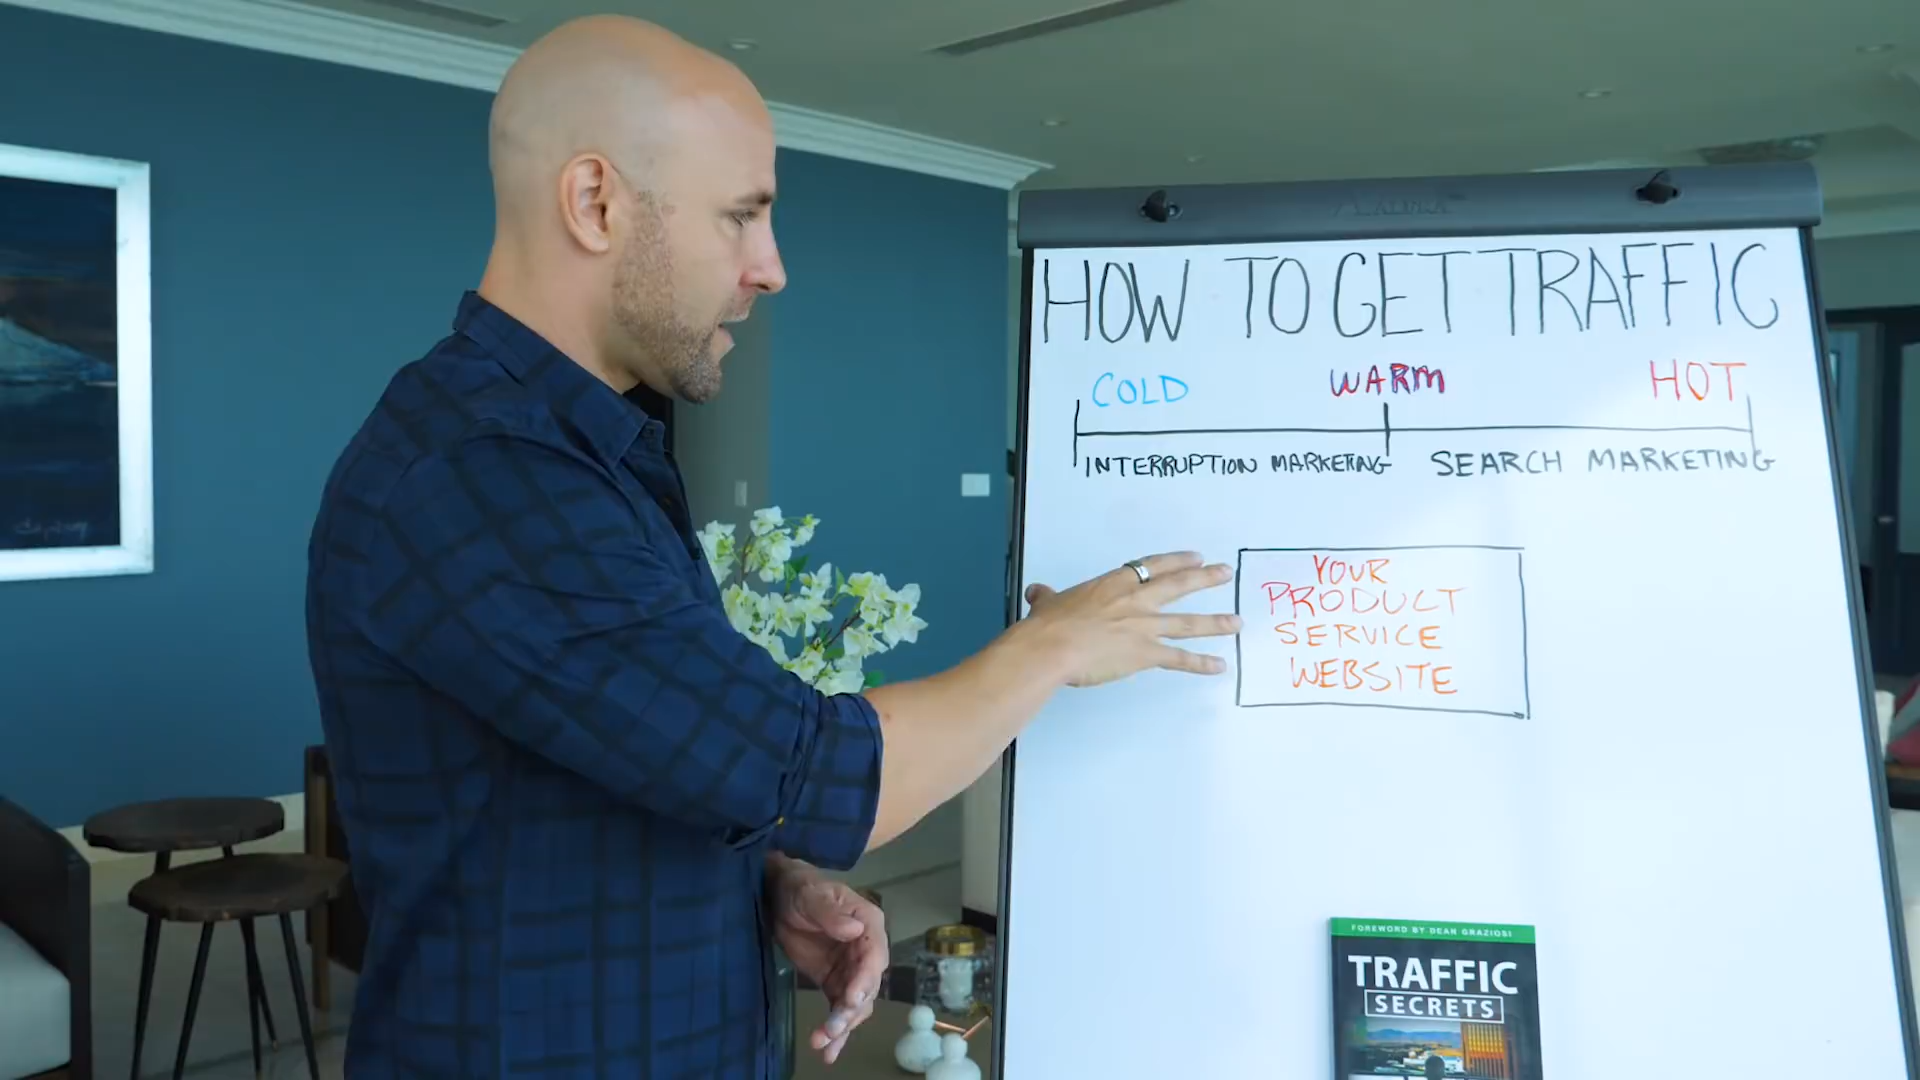 HOW TO GET TRAFFIC
COLD WARM HOT
INTERRUPTION MARKETING SEARCH MARKETING
YOUR
PRODUCT
SERVICE
WEBSITE
FOREWORD BY DEAN GRAZIOSI
TRAFFIC
SECRETS